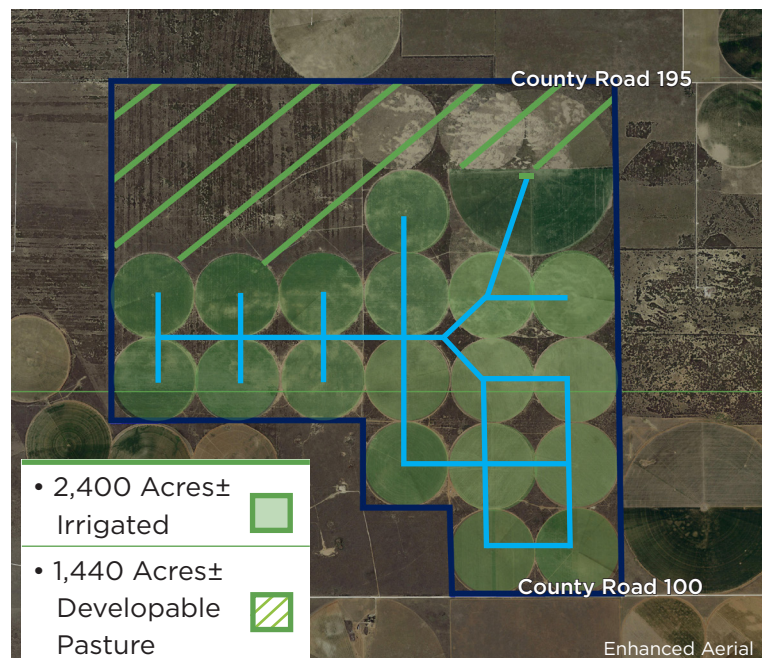 County Road 195
• 2,400 Acres±
Irrigated
• 1,440 Acres±
Developable
Pasture
County Road 100
Enhanced Aerial